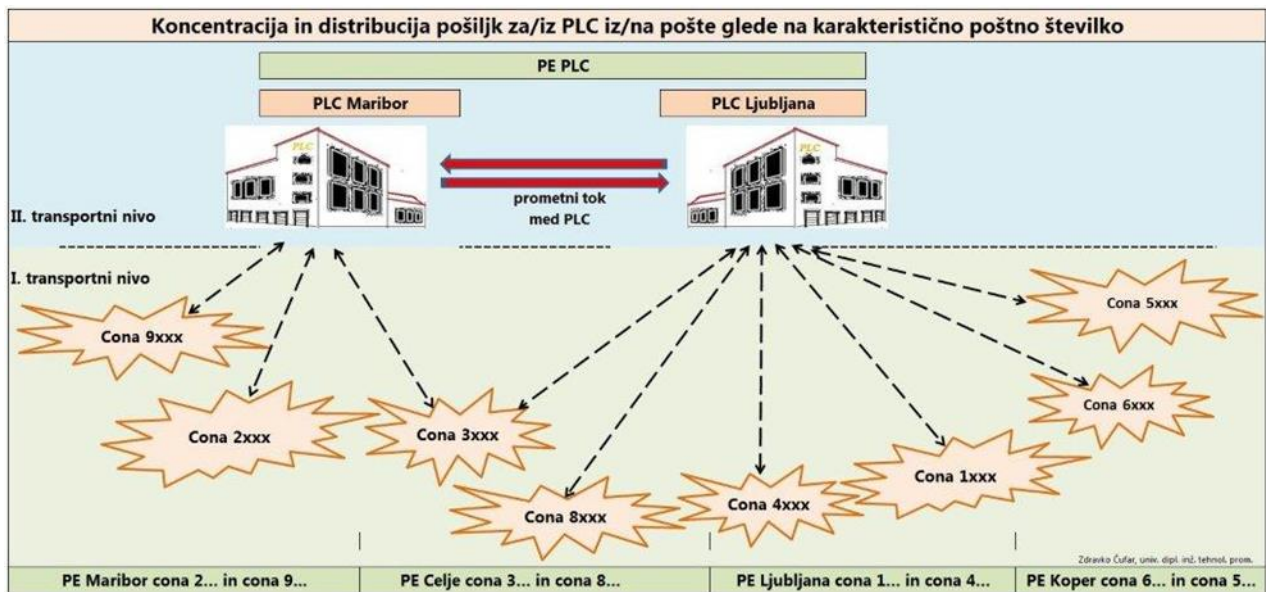 Koncentracija in distribucija pošiljk za/iz PLC iz/na pošte glede na karakteristično poštno številko
PE PLC
PLC Maribor
PLC Ljubljana
PLC
PLC
prometni tok
med PLC
II. transportni nivo
I. transportni nivo
Cona 5xxx
Cona 9xxx
Cona 6xxx
Cona 2xxx
Cona 3xxx
Cona 1xxx
Cona 4xxx
Cona 8xxx
Zdravko Čufar, univ. dipl. inž. tehnol. prom.
PE Maribor cona 2... in cona 9...
PE Celje cona 3... in cona 8...
PE Ljubljana cona 1... in cona 4...
PE Koper cona 6... in cona 5...